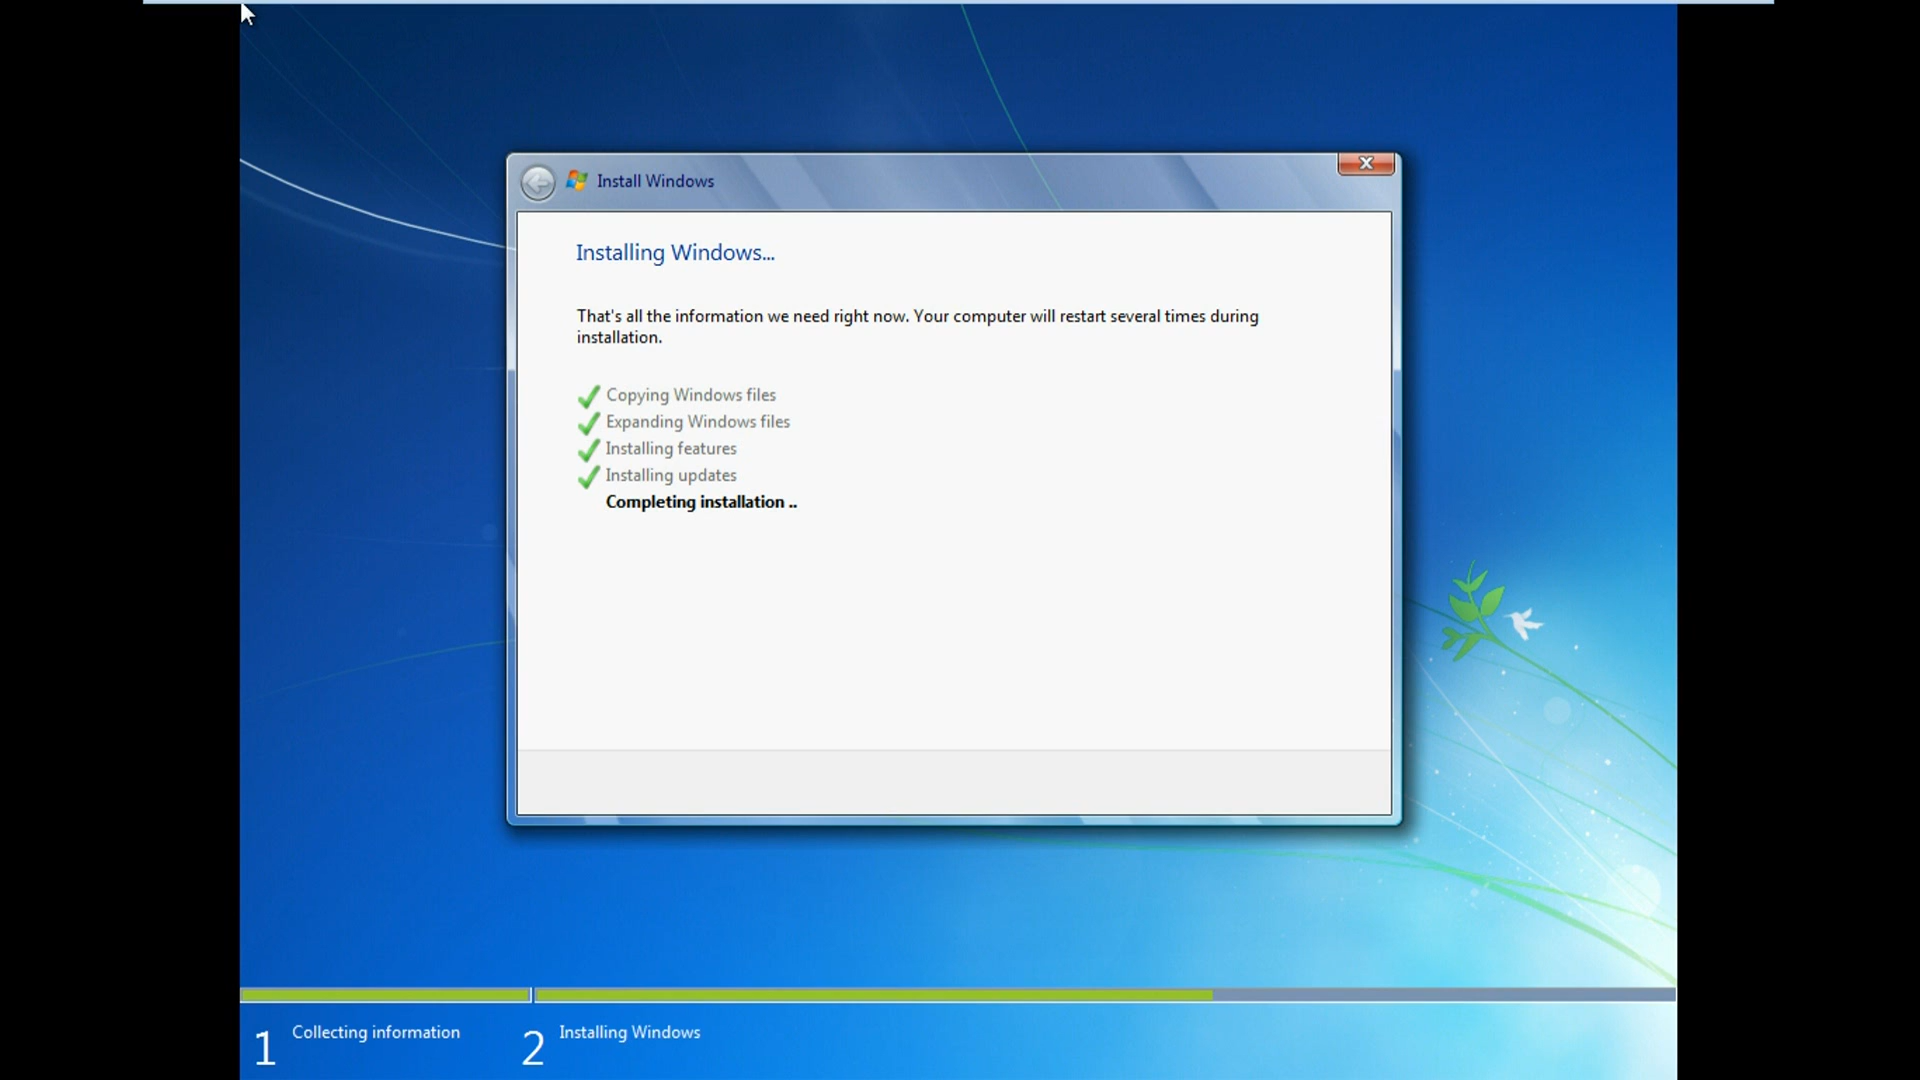 Install Windows
Installing Windows...
That's all the information we need right now. Your computer will restart several times during
installation.
Copying Windows files
Expanding Windows files
Installing features
Installing updates
Completing installation ..
1 Collecting information
2 Installing Windows